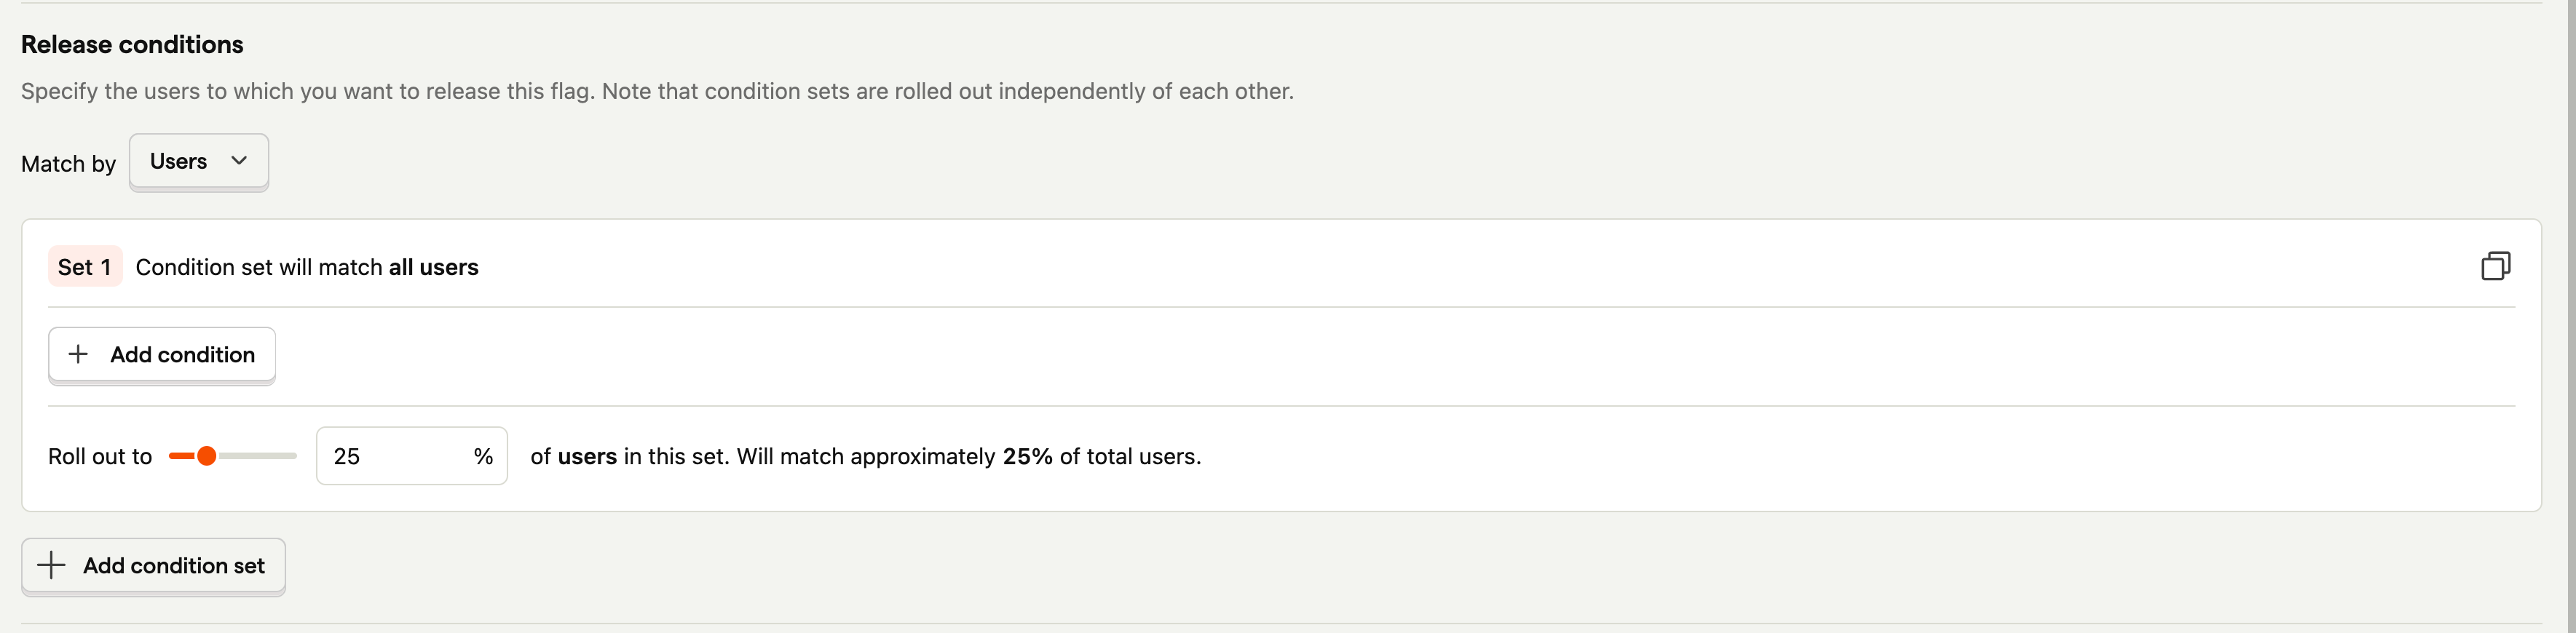 Release conditions
Specify the users to which you want to release this flag. Note that condition sets are rolled out independently of each other.
Match by Users
Set 1 Condition set will match all users
Add condition
Roll out to 25 % of users in this set. Will match approximately 25% of total users.
Add condition set